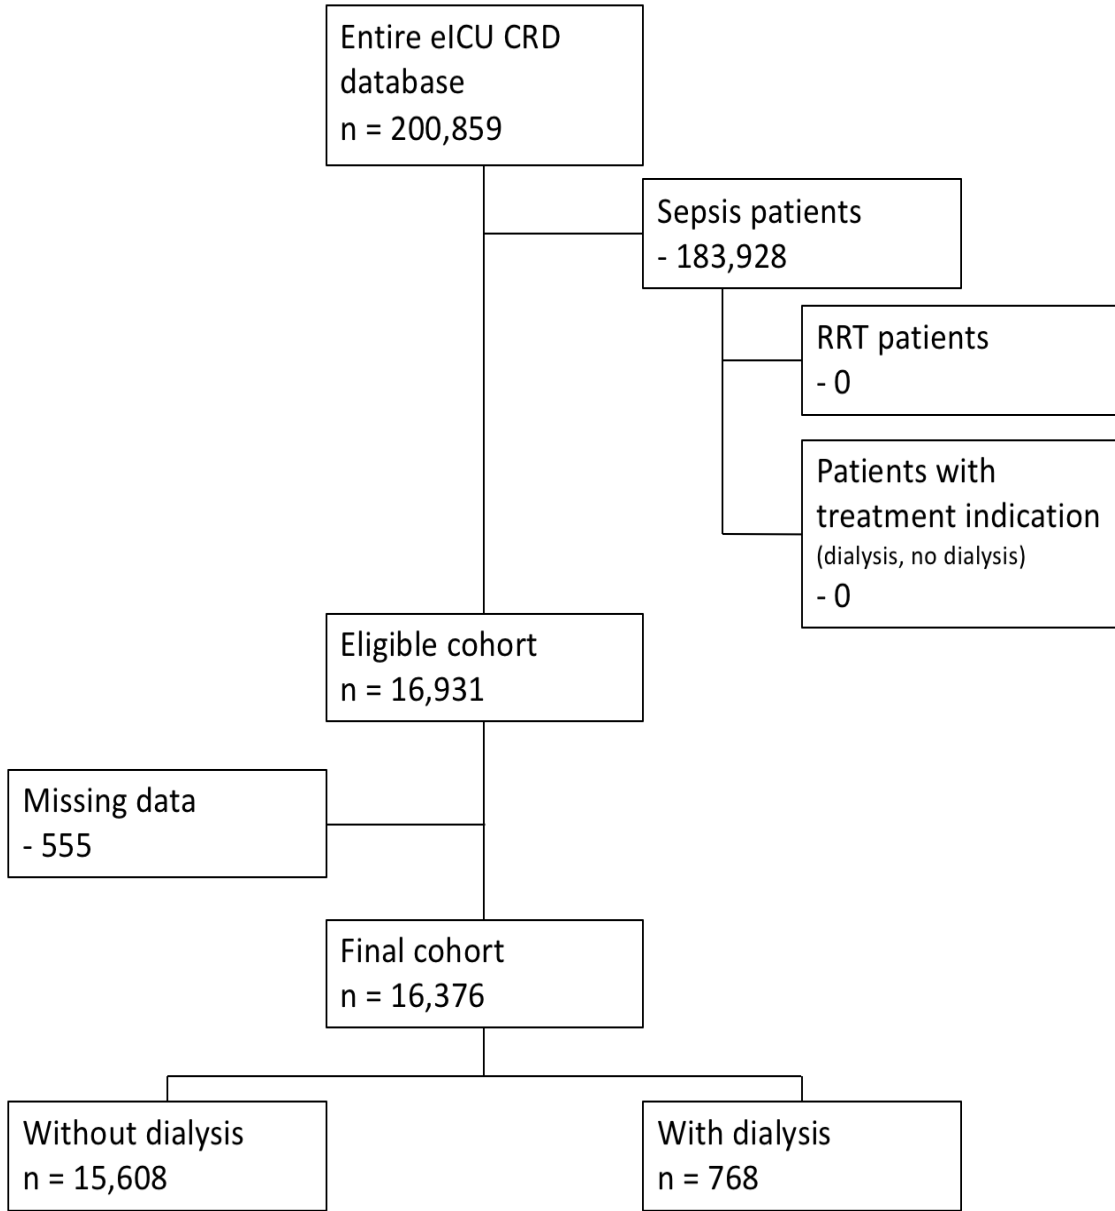 Entire eICU CRD
database
n = 200,859
Sepsis patients
- 183,928
RRT patients
- 0
Patients with
treatment indication
(dialysis, no dialysis)
- 0
Eligible cohort
n = 16,931
Missing data
- 555
Final cohort
n = 16,376
Without dialysis
n = 15,608
With dialysis
n = 768